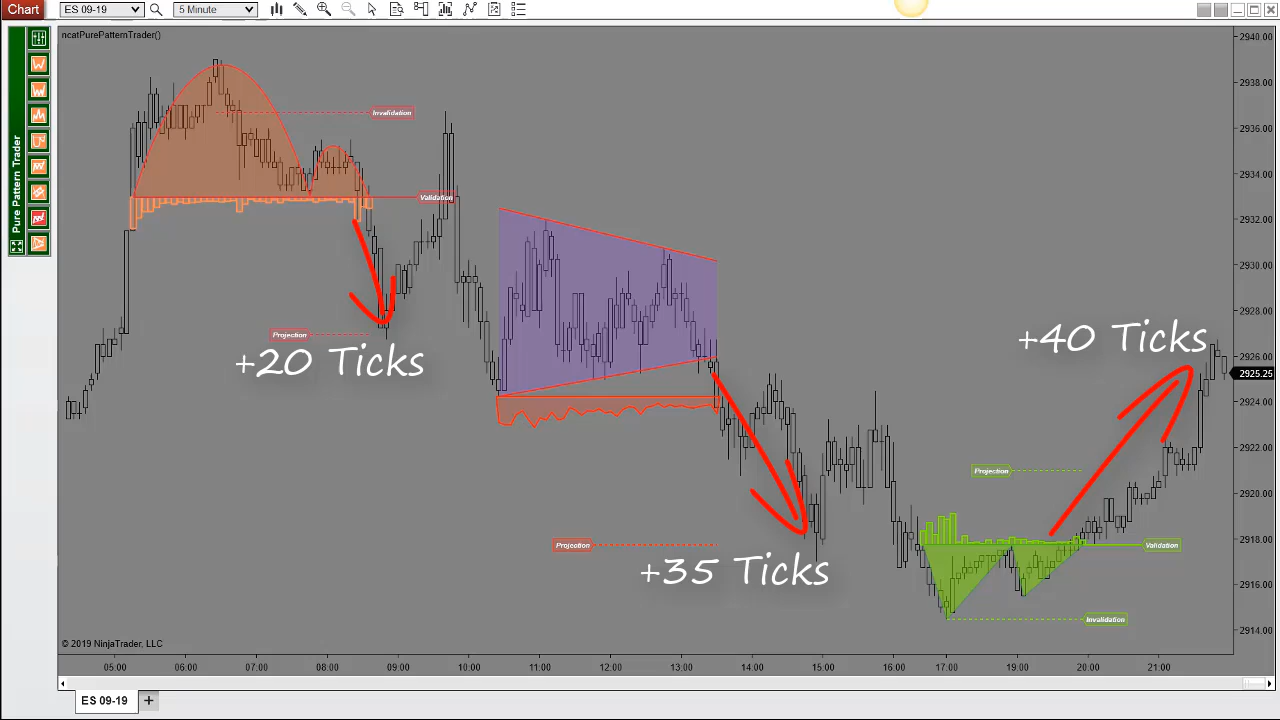 Chart
ES 09-19
5 Minute
ncatPurePatternTrader()
Pure Pattern Trader
Invalidation
Validation
Projection
+20 Ticks
Projection
+35 Ticks
+40 Ticks
Projection
Validation
Invalidation
2940.00
2938.00
2936.00
2934.00
2932.00
2930.00
2928.00
2926.00
2925.25
2924.00
2922.00
2920.00
2918.00
2916.00
2914.00
© 2019 NinjaTrader, LLC
05:00 06:00 07:00 08:00 09:00 10:00 11:00 12:00 13:00 14:00 15:00 16:00 17:00 19:00 20:00 21:00
ES 09-19 +